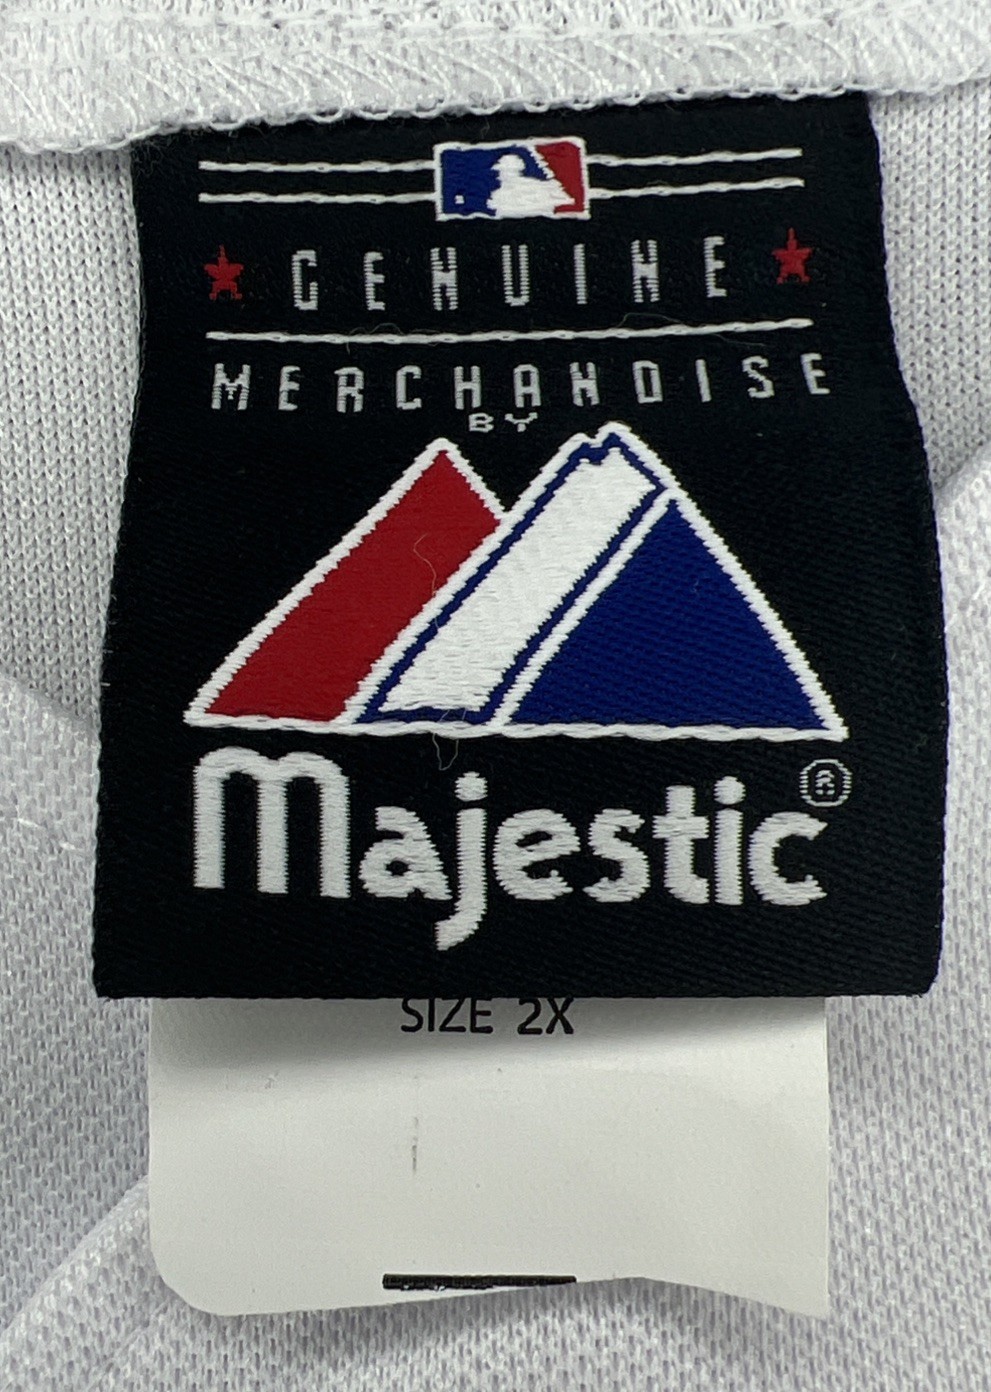 GENUINE
MERCHANDISE
BY
Majestic®
SIZE 2X